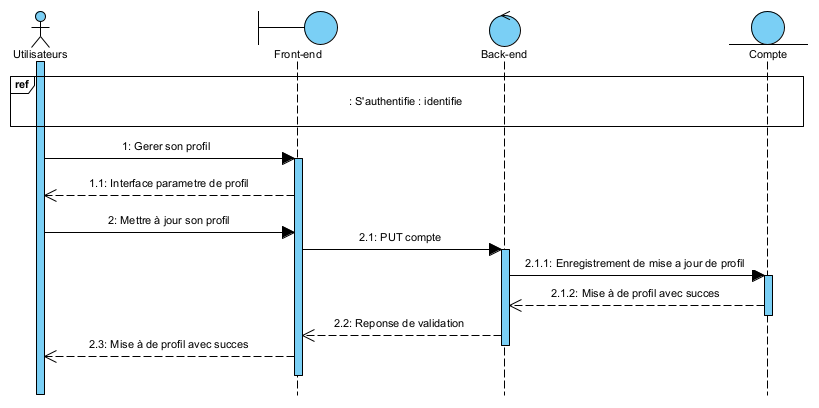 Utilisateurs
Front-end
Back-end
Compte
ref
: S'authentifie : identifie
1: Gerer son profil
1.1: Interface parametre de profil
2: Mettre à jour son profil
2.1: PUT compte
2.1.1: Enregistrement de mise a jour de profil
2.1.2: Mise à de profil avec succes
2.2: Reponse de validation
2.3: Mise à de profil avec succes